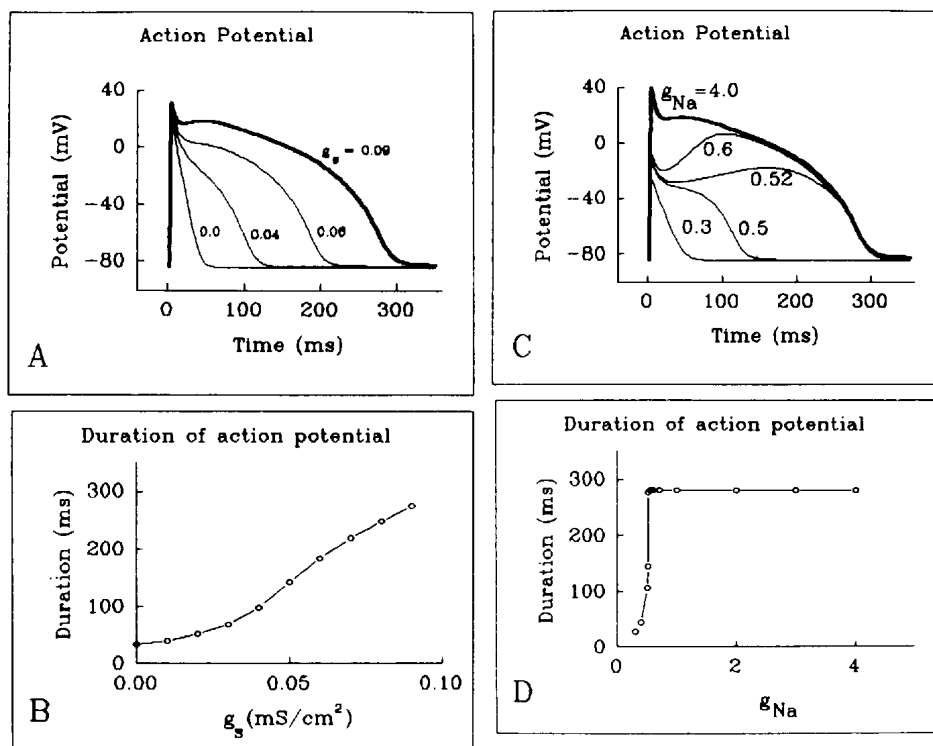 Action Potential
Potential (mV)
40
0
−40
−80
g_s = 0.09
0.0
0.04
0.06
0
100
200
300
Time (ms)
A
Duration of action potential
Duration (ms)
300
200
100
0
0.00
0.05
0.10
g_s(mS/cm²)
B
Action Potential
Potential (mV)
40
0
−40
−80
g_Na=4.0
0.6
0.52
0.3
0.5
0
100
200
300
Time (ms)
C
Duration of action potential
Duration (ms)
300
200
100
0
0
2
4
g_Na
D